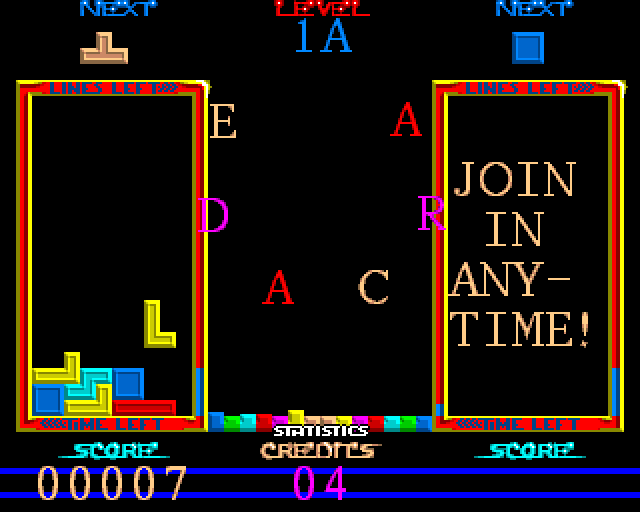 NEXT LEVEL NEXT
1A
LINES LEFT>>> LINES LEFT>>>
E A
JOIN
D R
IN
A C
ANY-
TIME!
<<<TIME LEFT STATISTICS <<<TIME LEFT
SCORE CREDITS SCORE
00007 04